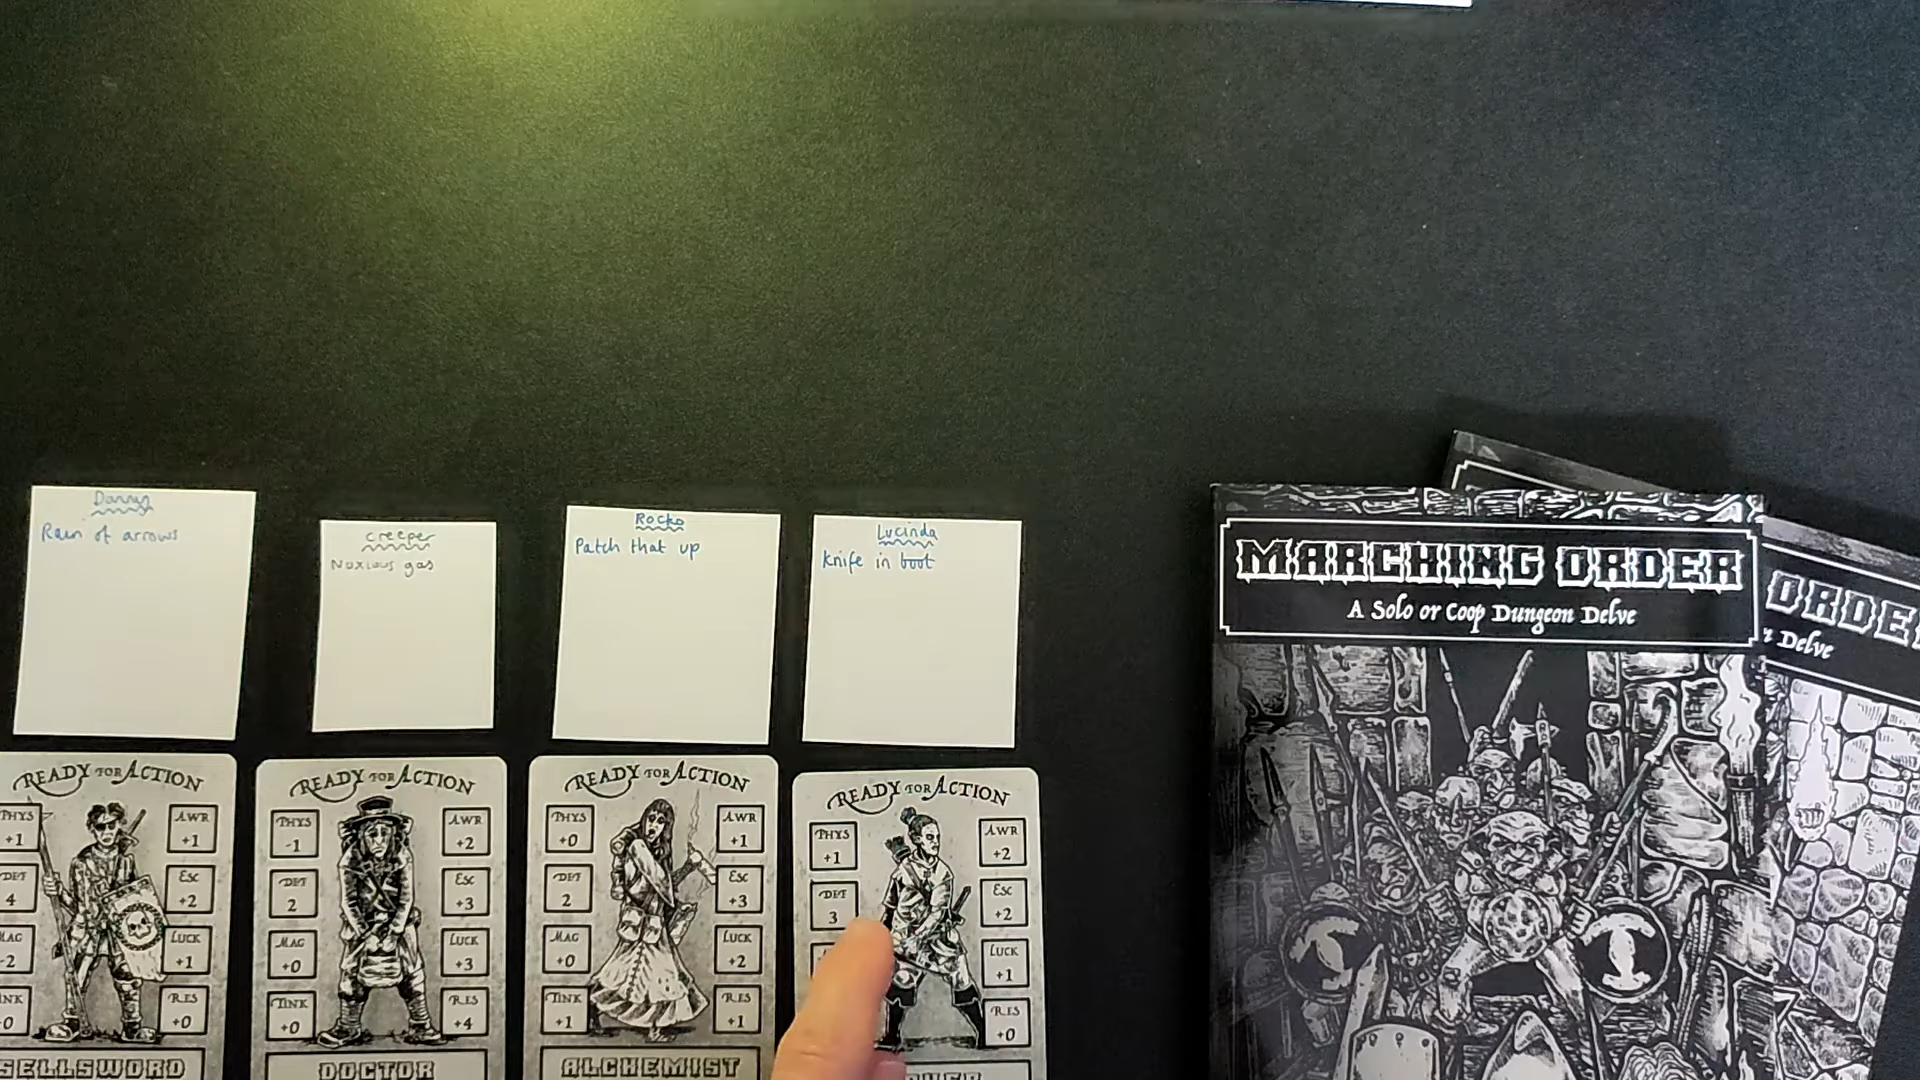 Danny
Rain of arrows
creeper
Noxious gas
Rocko
Patch that up
Lucinda
Knife in boot
MARCHING ORDER
A Solo or Coop Dungeon Delve
ORDER
Delve
READY FOR ACTION
PHYS +1
AWR +1
DEF 4
ESC +2
MAG -2
LUCK +1
TINK +0
RES +0
SELLSWORD
READY FOR ACTION
PHYS -1
AWR +2
DEF 2
ESC +3
MAG +0
LUCK +3
TINK +0
RES +4
DOCTOR
READY FOR ACTION
PHYS +0
AWR +1
DEF 2
ESC +3
MAG +0
LUCK +2
TINK +1
RES +1
ALCHEMIST
READY FOR ACTION
PHYS +1
AWR +2
DEF 3
ESC +2
LUCK +1
RES +0